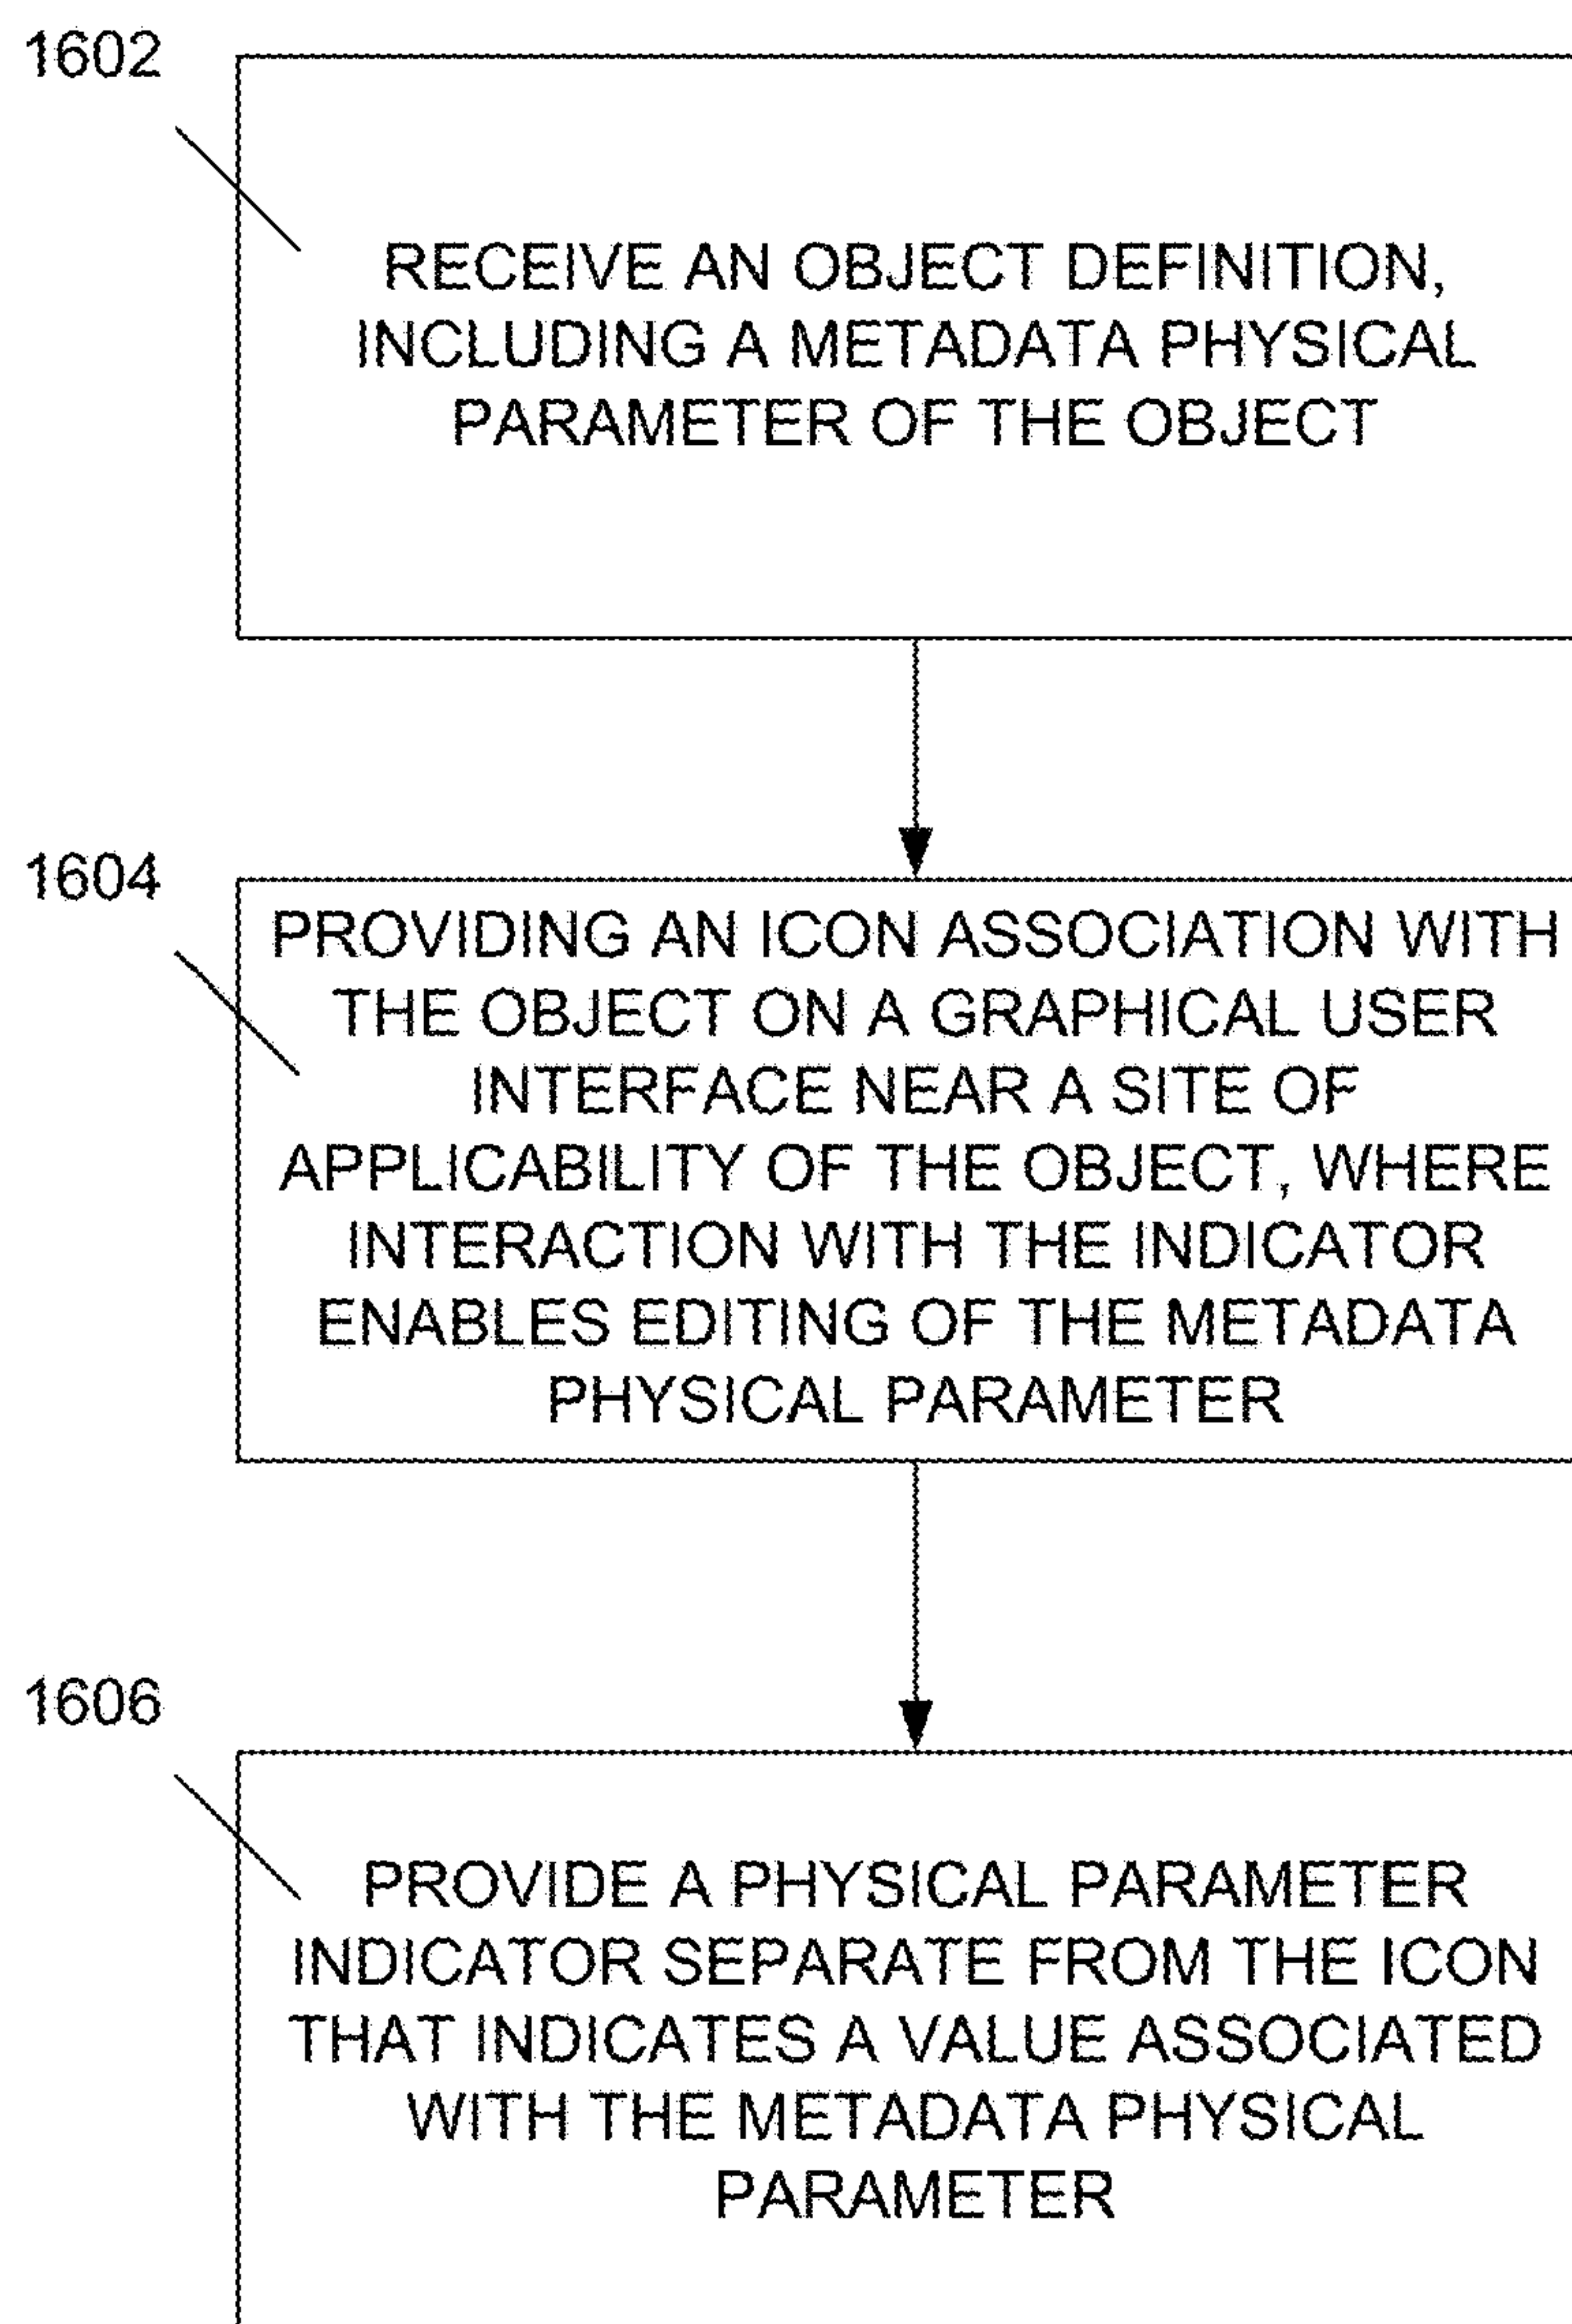 1602
RECEIVE AN OBJECT DEFINITION,
INCLUDING A METADATA PHYSICAL
PARAMETER OF THE OBJECT
1604
PROVIDING AN ICON ASSOCIATION WITH
THE OBJECT ON A GRAPHICAL USER
INTERFACE NEAR A SITE OF
APPLICABILITY OF THE OBJECT, WHERE
INTERACTION WITH THE INDICATOR
ENABLES EDITING OF THE METADATA
PHYSICAL PARAMETER
1606
PROVIDE A PHYSICAL PARAMETER
INDICATOR SEPARATE FROM THE ICON
THAT INDICATES A VALUE ASSOCIATED
WITH THE METADATA PHYSICAL
PARAMETER